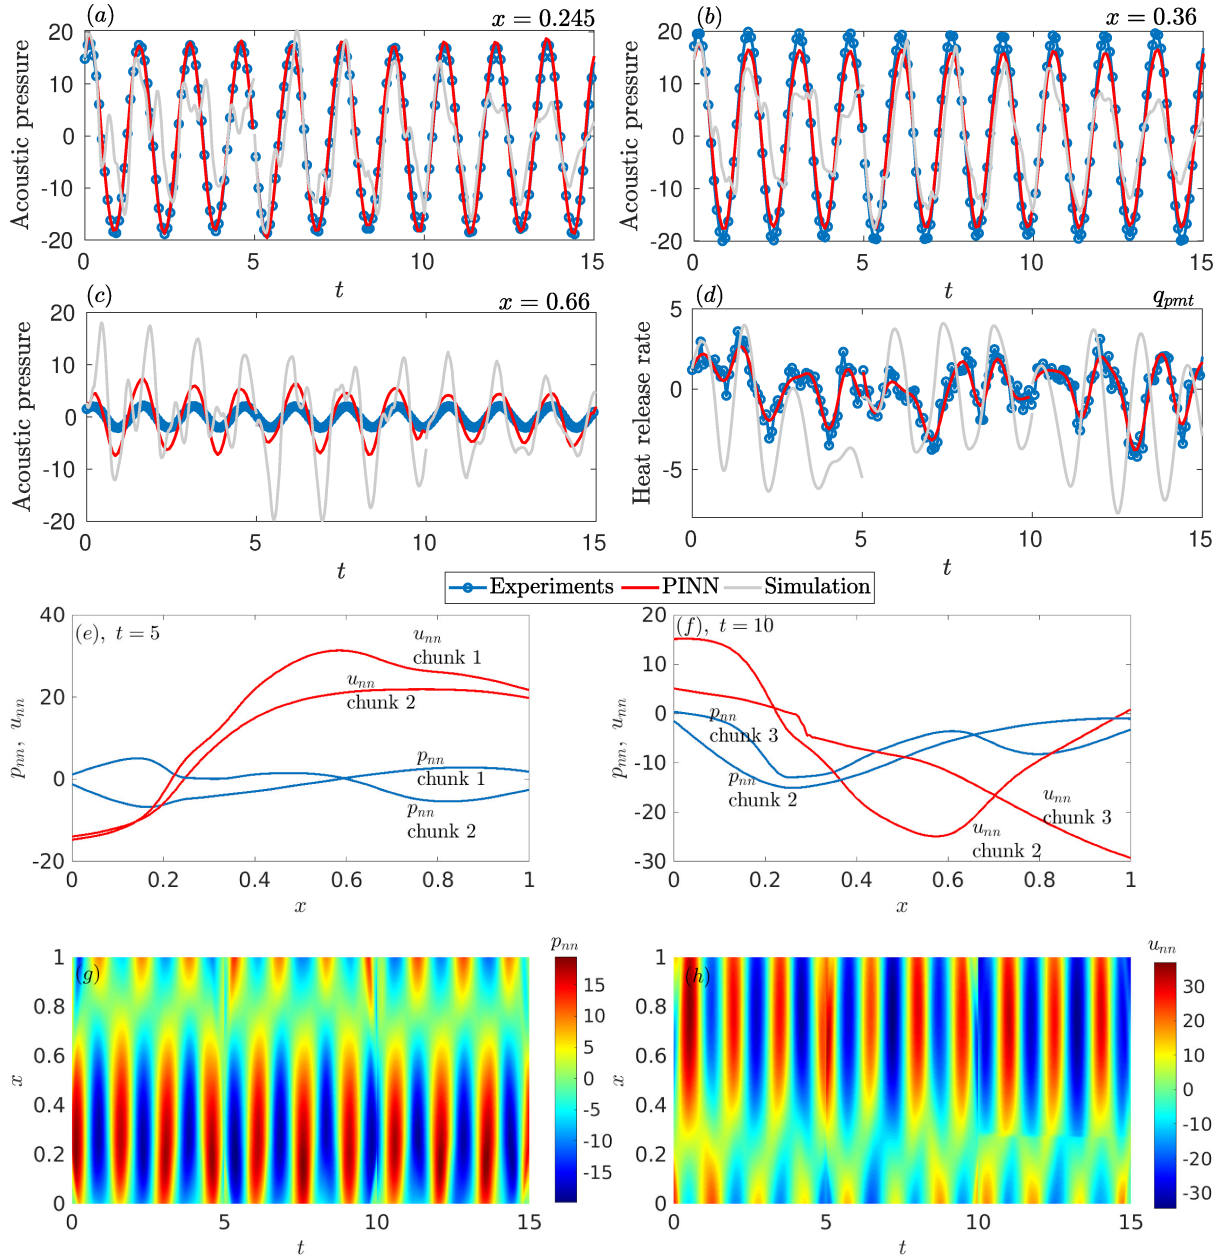 (a)
x = 0.245
Acoustic pressure
20
10
0
-10
-20
0
5
10
15
t
(b)
x = 0.36
Acoustic pressure
20
10
0
-10
-20
0
5
10
15
t
(c)
x = 0.66
Acoustic pressure
20
10
0
-10
-20
0
5
10
15
t
(d)
q_pmt
Heat release rate
5
0
-5
0
5
10
15
t
Experiments PINN Simulation
(e), t = 5
p_nn, u_nn
40
20
0
-20
u_nn
chunk 1
u_nn
chunk 2
p_nn
chunk 1
p_nn
chunk 2
0
0.2
0.4
0.6
0.8
1
x
(f), t = 10
p_nn, u_nn
20
10
0
-10
-20
-30
p_nn
chunk 3
p_nn
chunk 2
u_nn
chunk 3
u_nn
chunk 2
0
0.2
0.4
0.6
0.8
1
x
(g)
x
1
0.8
0.6
0.4
0.2
0
0
5
10
15
t
p_nn
15
10
5
0
-5
-10
-15
(h)
x
1
0.8
0.6
0.4
0.2
0
0
5
10
15
t
u_nn
30
20
10
0
-10
-20
-30